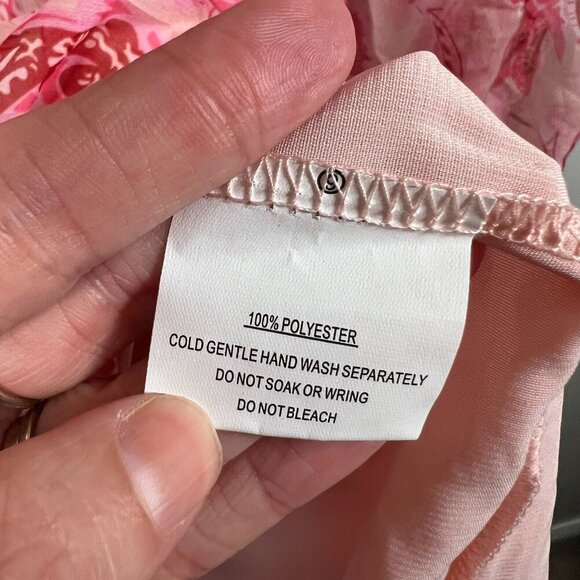 S
100% POLYESTER
COLD GENTLE HAND WASH SEPARATELY
DO NOT SOAK OR WRING
DO NOT BLEACH